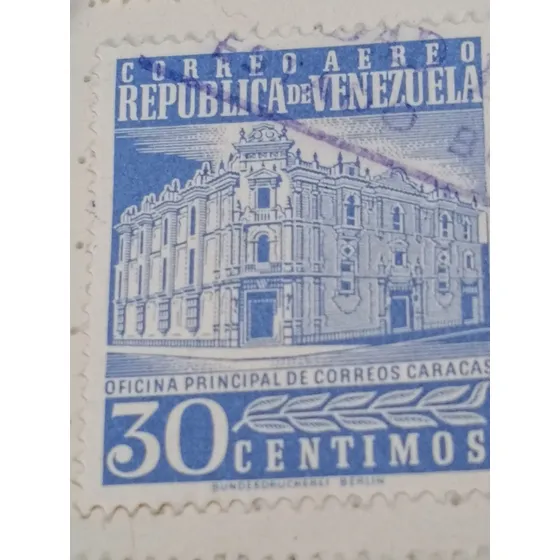 CORREO AEREO
REPUBLICA DE VENEZUELA
OFICINA PRINCIPAL DE CORREOS CARACAS
30 CENTIMOS
BUNDESDRUCKEREI BERLIN